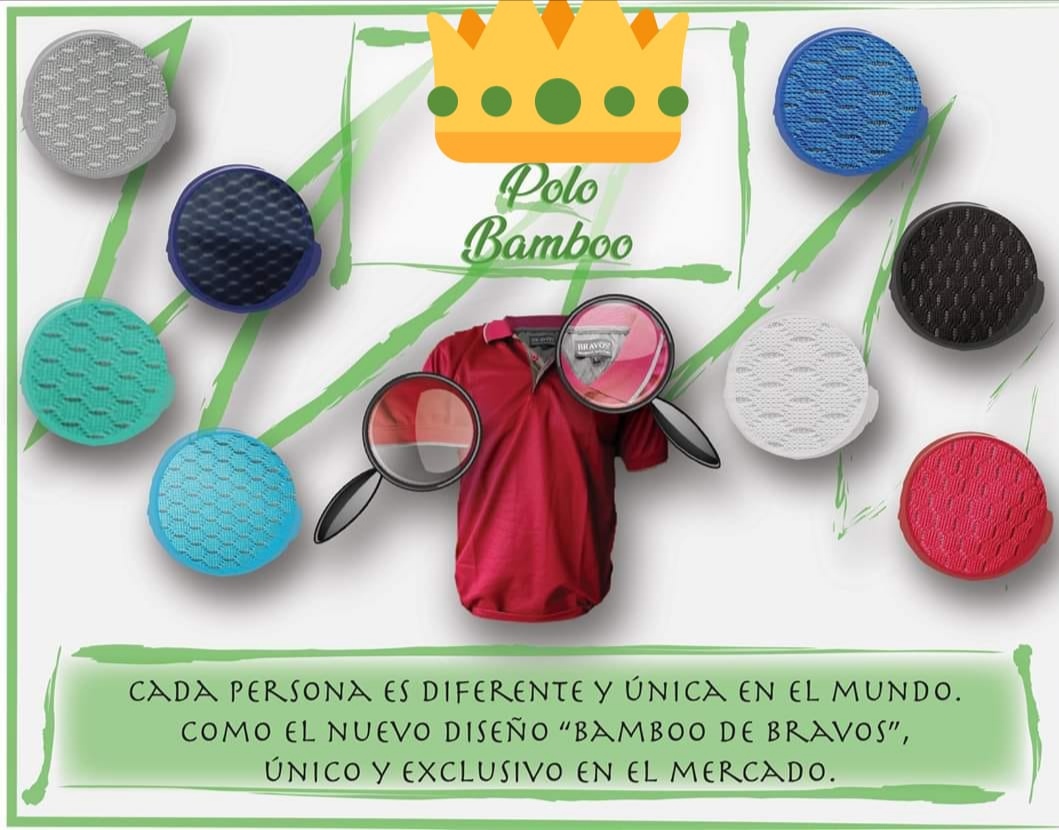 Polo
Bamboo
BRAVOS
CADA PERSONA ES DIFERENTE Y ÚNICA EN EL MUNDO.
COMO EL NUEVO DISEÑO “BAMBOO DE BRAVOS”,
ÚNICO Y EXCLUSIVO EN EL MERCADO.